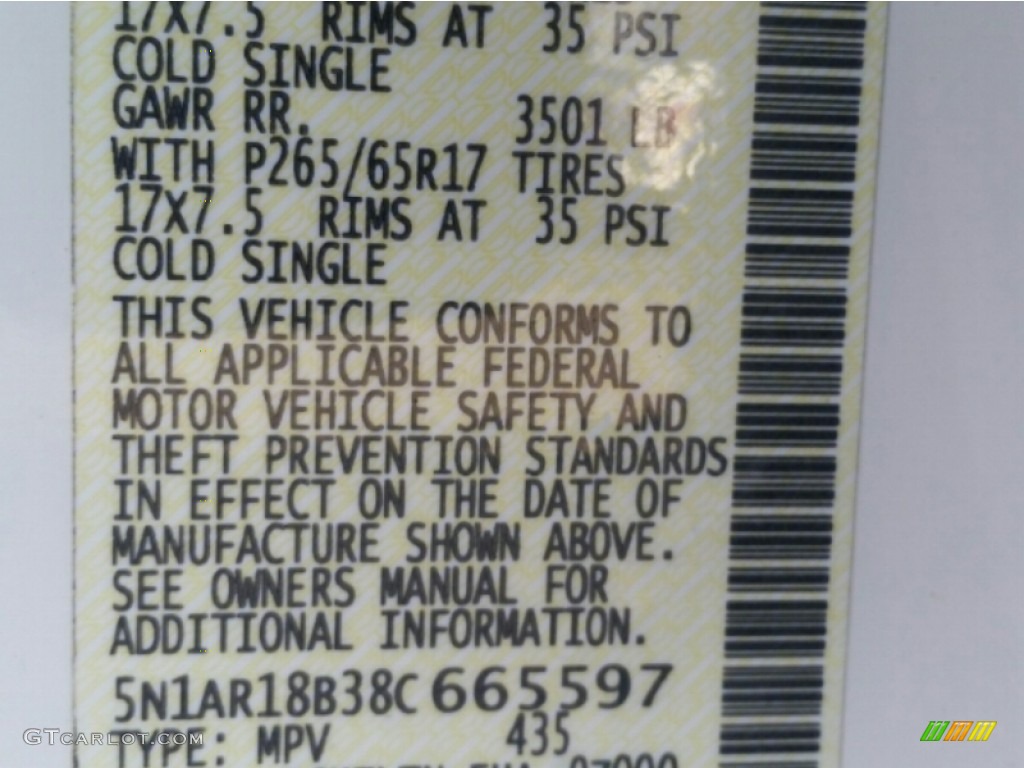 17X7.5 RIMS AT 35 PSI
COLD SINGLE
GAWR RR. 3501 LB
WITH P265/65R17 TIRES
17X7.5 RIMS AT 35 PSI
COLD SINGLE
THIS VEHICLE CONFORMS TO
ALL APPLICABLE FEDERAL
MOTOR VEHICLE SAFETY AND
THEFT PREVENTION STANDARDS
IN EFFECT ON THE DATE OF
MANUFACTURE SHOWN ABOVE.
SEE OWNERS MANUAL FOR
ADDITIONAL INFORMATION.
5N1AR18B38C665597
TYPE: MPV 435
GTCARLOT.COM